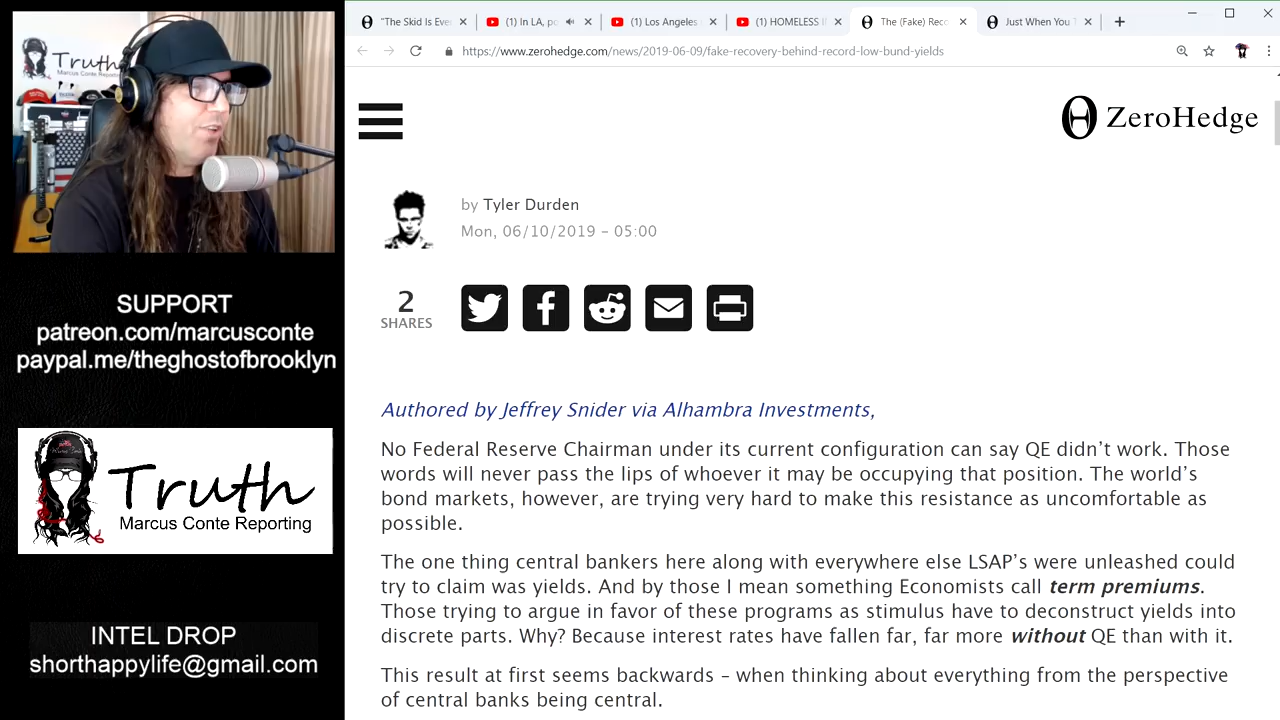 "The Skid Is Eve
(1) In LA, po
(1) Los Angeles
(1) HOMELESS I
The (Fake) Reco
Just When You T
https://www.zerohedge.com/news/2019-06-09/fake-recovery-behind-record-low-bund-yields
Truth
Marcus Conte Reporting
ZeroHedge
by Tyler Durden
Mon, 06/10/2019 – 05:00
2
SHARES
SUPPORT
patreon.com/marcusconte
paypal.me/theghostofbrooklyn
Truth
Marcus Conte Reporting
INTEL DROP
shorthappylife@gmail.com
Authored by Jeffrey Snider via Alhambra Investments,
No Federal Reserve Chairman under its current configuration can say QE didn’t work. Those
words will never pass the lips of whoever it may be occupying that position. The world’s
bond markets, however, are trying very hard to make this resistance as uncomfortable as
possible.
The one thing central bankers here along with everywhere else LSAP’s were unleashed could
try to claim was yields. And by those I mean something Economists call term premiums.
Those trying to argue in favor of these programs as stimulus have to deconstruct yields into
discrete parts. Why? Because interest rates have fallen far, far more without QE than with it.
This result at first seems backwards – when thinking about everything from the perspective
of central banks being central.